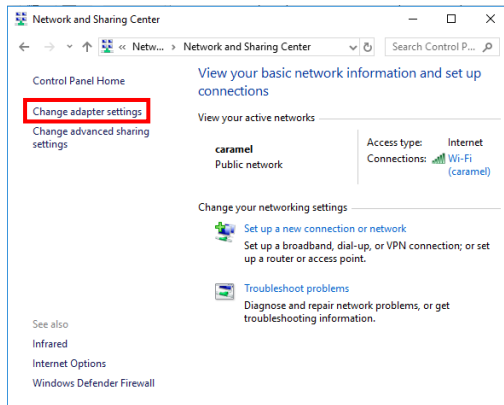 Network and Sharing Center
« Netw... > Network and Sharing Center
Search Control P...
Control Panel Home
Change adapter settings
Change advanced sharing
settings
View your basic network information and set up
connections
View your active networks
caramel
Public network
Access type: Internet
Connections: Wi-Fi
(caramel)
Change your networking settings
Set up a new connection or network
Set up a broadband, dial-up, or VPN connection; or set
up a router or access point.
Troubleshoot problems
Diagnose and repair network problems, or get
troubleshooting information.
See also
Infrared
Internet Options
Windows Defender Firewall